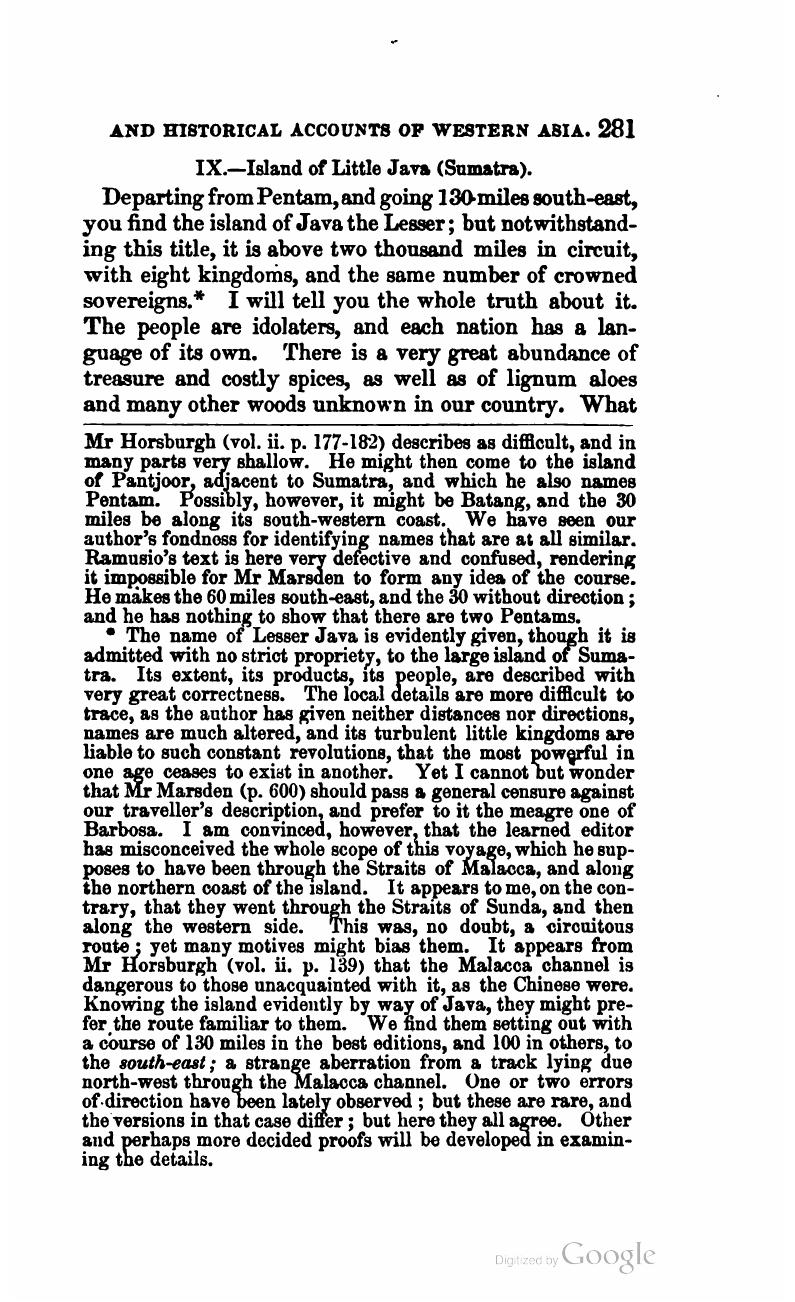 AND HISTORICAL ACCOUNTS OF WESTERN ASIA. 281
IX.—Island of Little Java (Sumatra).
Departing from Pentam, and going 130 miles south-east,
you find the island of Java the Lesser; but notwithstand-
ing this title, it is above two thousand miles in circuit,
with eight kingdoms, and the same number of crowned
sovereigns.* I will tell you the whole truth about it.
The people are idolaters, and each nation has a lan-
guage of its own. There is a very great abundance of
treasure and costly spices, as well as of lignum aloes
and many other woods unknown in our country. What
Mr Horsburgh (vol. ii. p. 177-182) describes as difficult, and in
many parts very shallow. He might then come to the island
of Pantjoor, adjacent to Sumatra, and which he also names
Pentam. Possibly, however, it might be Batang, and the 30
miles be along its south-western coast. We have seen our
author's fondness for identifying names that are at all similar.
Ramusio's text is here very defective and confused, rendering
it impossible for Mr Marsden to form any idea of the course.
He makes the 60 miles south-east, and the 30 without direction;
and he has nothing to show that there are two Pentams.
* The name of Lesser Java is evidently given, though it is
admitted with no strict propriety, to the large island of Suma-
tra. Its extent, its products, its people, are described with
very great correctness. The local details are more difficult to
trace, as the author has given neither distances nor directions,
names are much altered, and its turbulent little kingdoms are
liable to such constant revolutions, that the most powerful in
one age ceases to exist in another. Yet I cannot but wonder
that Mr Marsden (p. 600) should pass a general censure against
our traveller's description, and prefer to it the meagre one of
Barbosa. I am convinced, however, that the learned editor
has misconceived the whole scope of this voyage, which he sup-
poses to have been through the Straits of Malacca, and along
the northern coast of the island. It appears to me, on the con-
trary, that they went through the Straits of Sunda, and then
along the western side. This was, no doubt, a circuitous
route; yet many motives might bias them. It appears from
Mr Horsburgh (vol. ii. p. 139) that the Malacca channel is
dangerous to those unacquainted with it, as the Chinese were.
Knowing the island evidently by way of Java, they might pre-
fer the route familiar to them. We find them setting out with
a course of 130 miles in the best editions, and 100 in others, to
the south-east; a strange aberration from a track lying due
north-west through the Malacca channel. One or two errors
of direction have been lately observed; but these are rare, and
the versions in that case differ; but here they all agree. Other
and perhaps more decided proofs will be developed in examin-
ing the details.
Digitized by Google